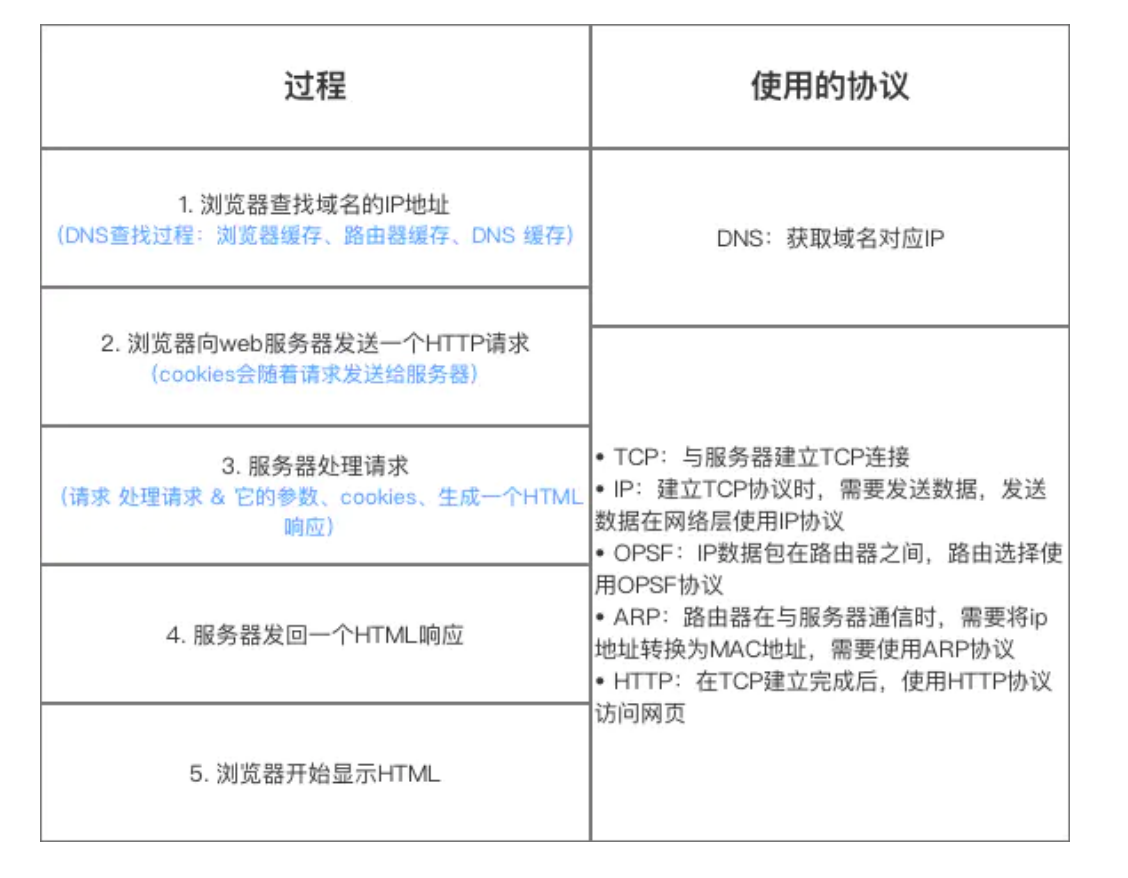 过程
使用的协议
1. 浏览器查找域名的IP地址
（DNS查找过程：浏览器缓存、路由器缓存、DNS 缓存）
DNS：获取域名对应IP
2. 浏览器向web服务器发送一个HTTP请求
（cookies会随着请求发送给服务器）
3. 服务器处理请求
（请求 处理请求 & 它的参数、cookies、生成一个HTML
响应）
4. 服务器发回一个HTML响应
5. 浏览器开始显示HTML
• TCP：与服务器建立TCP连接
• IP：建立TCP协议时，需要发送数据，发送
数据在网络层使用IP协议
• OPSF：IP数据包在路由器之间，路由选择使
用OPSF协议
• ARP：路由器在与服务器通信时，需要将ip
地址转换为MAC地址，需要使用ARP协议
• HTTP：在TCP建立完成后，使用HTTP协议
访问网页